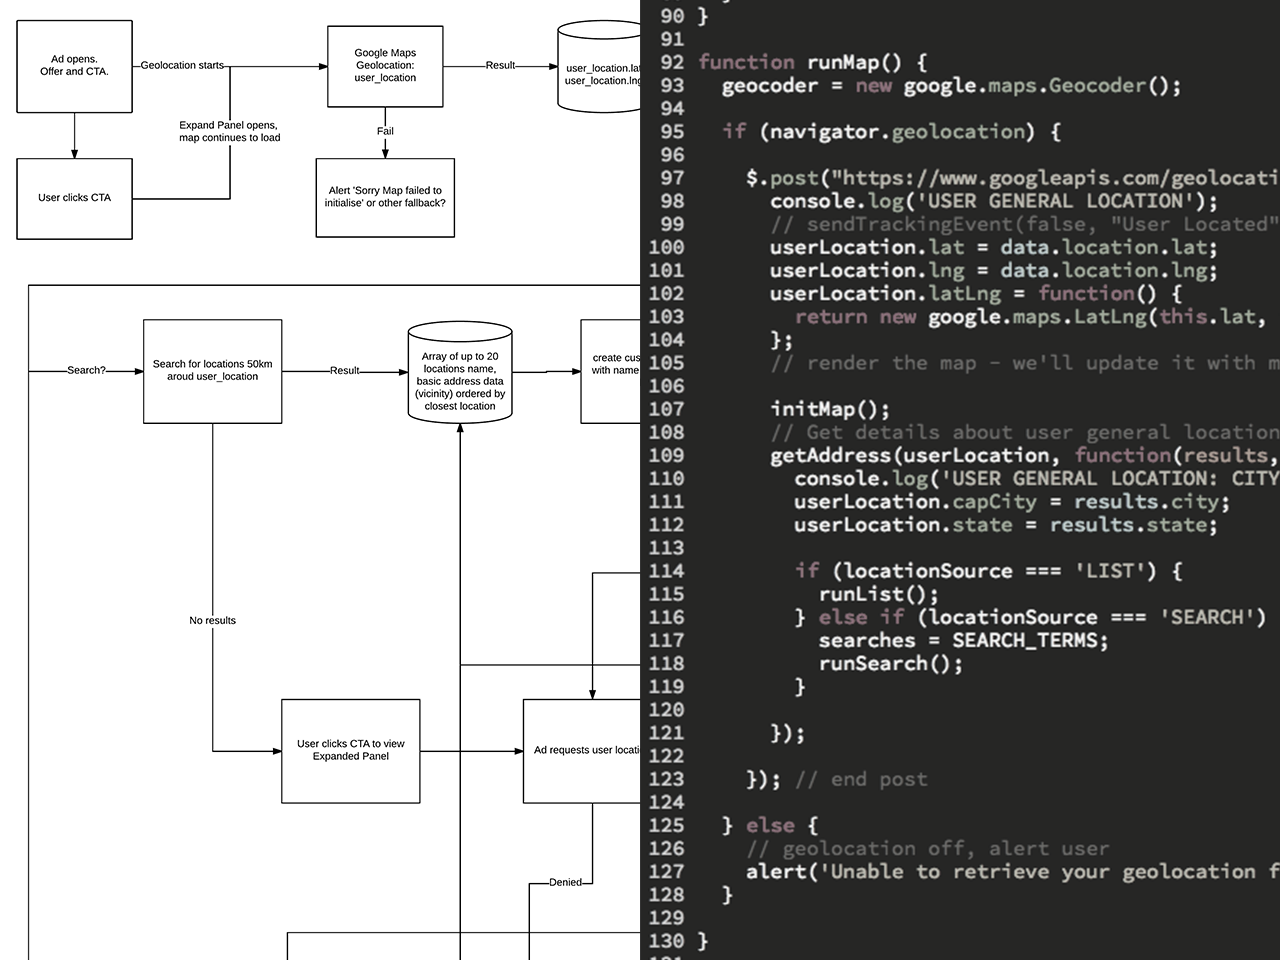 Ad opens.
Offer and CTA.
Geolocation starts
Google Maps
Geolocation:
user_location
Result
user_location.lat
user_location.lng
Expand Panel opens,
map continues to load
Fail
User clicks CTA
Alert 'Sorry Map failed to
initialise' or other fallback?
Search?
Search for locations 50km
aroud user_location
Result
Array of up to 20
locations name,
basic address data
(vicinity) ordered by
closest location
create cus
with name
No results
User clicks CTA to view
Expanded Panel
Ad requests user locati
Denied
90 }
91
92 function runMap() {
93 geocoder = new google.maps.Geocoder();
94
95 if (navigator.geolocation) {
96
97 $.post("https://www.googleapis.com/geolocati
98 console.log('USER GENERAL LOCATION');
99 // sendTrackingEvent(false, "User Located"
100 userLocation.lat = data.location.lat;
101 userLocation.lng = data.location.lng;
102 userLocation.latLng = function() {
103 return new google.maps.LatLng(this.lat,
104 };
105 // render the map - we'll update it with m
106
107 initMap();
108 // Get details about user general location
109 getAddress(userLocation, function(results,
110 console.log('USER GENERAL LOCATION: CITY
111 userLocation.capCity = results.city;
112 userLocation.state = results.state;
113
114 if (locationSource === 'LIST') {
115 runList();
116 } else if (locationSource === 'SEARCH')
117 searches = SEARCH_TERMS;
118 runSearch();
119 }
120
121 });
122
123 }); // end post
124
125 } else {
126 // geolocation off, alert user
127 alert('Unable to retrieve your geolocation f
128 }
129
130 }